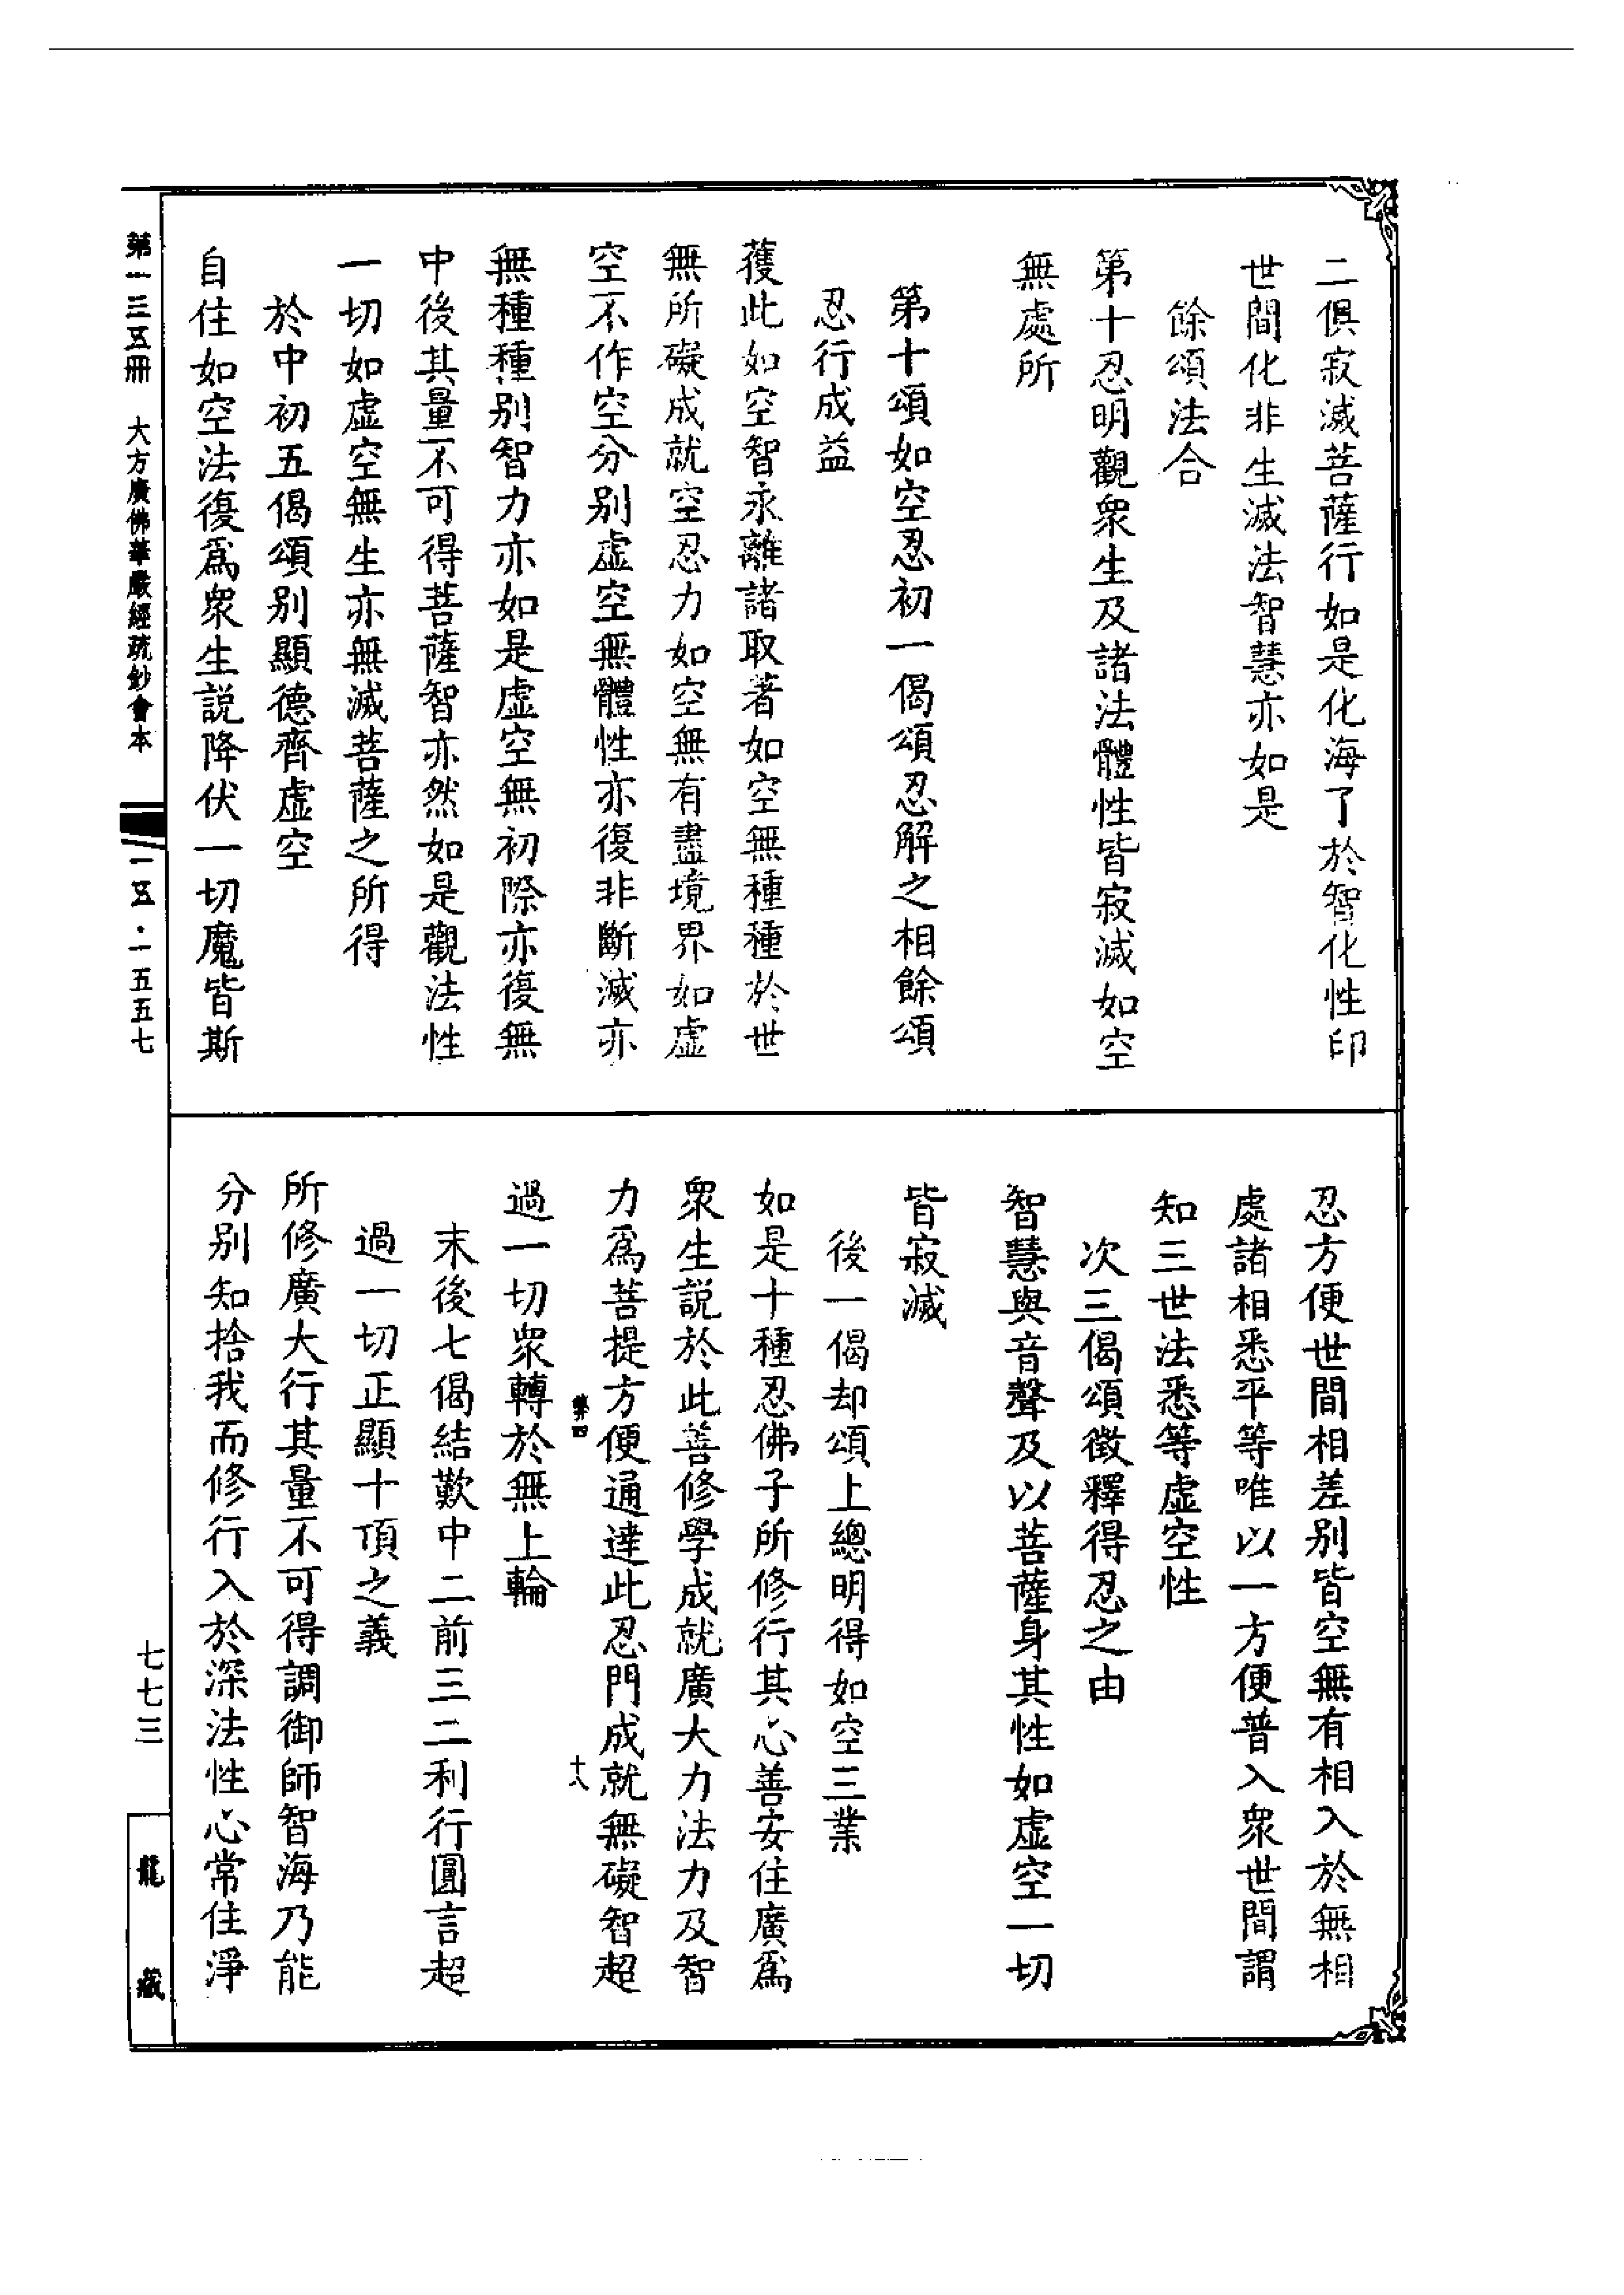 二俱寂滅菩薩行如是化海了於智化性印
世間化非生滅法智慧亦如是
餘頌法合
第十忍明觀衆生及諸法體性皆寂滅如空
無處所
第十頌如空忍初一偈頌忍解之相餘頌
忍行成益
獲此如空智永離諸取著如空無種種於世
無所礙成就空忍力如空無有盡境界如虛
空不作空分别虛空無體性亦復非斷滅亦
無種種别智力亦如是虛空無初際亦復無
中後其量不可得菩薩智亦然如是觀法性
一切如虛空無生亦無滅菩薩之所得
於中初五偈頌别顯德齊虛空
自住如空法復爲衆生説降伏一切魔皆斯
忍方便世間相差别皆空無有相入於無相
處諸相悉平等唯以一方便普入衆世間謂
知三世法悉等虛空性
次三偈頌徵釋得忍之由
智慧與音聲及以菩薩身其性如虛空一切
皆寂滅
後一偈却頌上總明得如空三業
如是十種忍佛子所修行其心善安住廣爲
衆生説於此善修學成就廣大力法力及智
力爲菩提方便通達此忍門成就無礙智超
四
十八
過一切衆轉於無上輪
末後七偈結歎中二前三二利行圓言超
過一切正顯十頂之義
所修廣大行其量不可得調御師智海乃能
分别知捨我而修行入於深法性心常住淨
第一三五冊 大方廣佛華嚴經疏鈔會本
一五·一五五七
七七三
龍藏